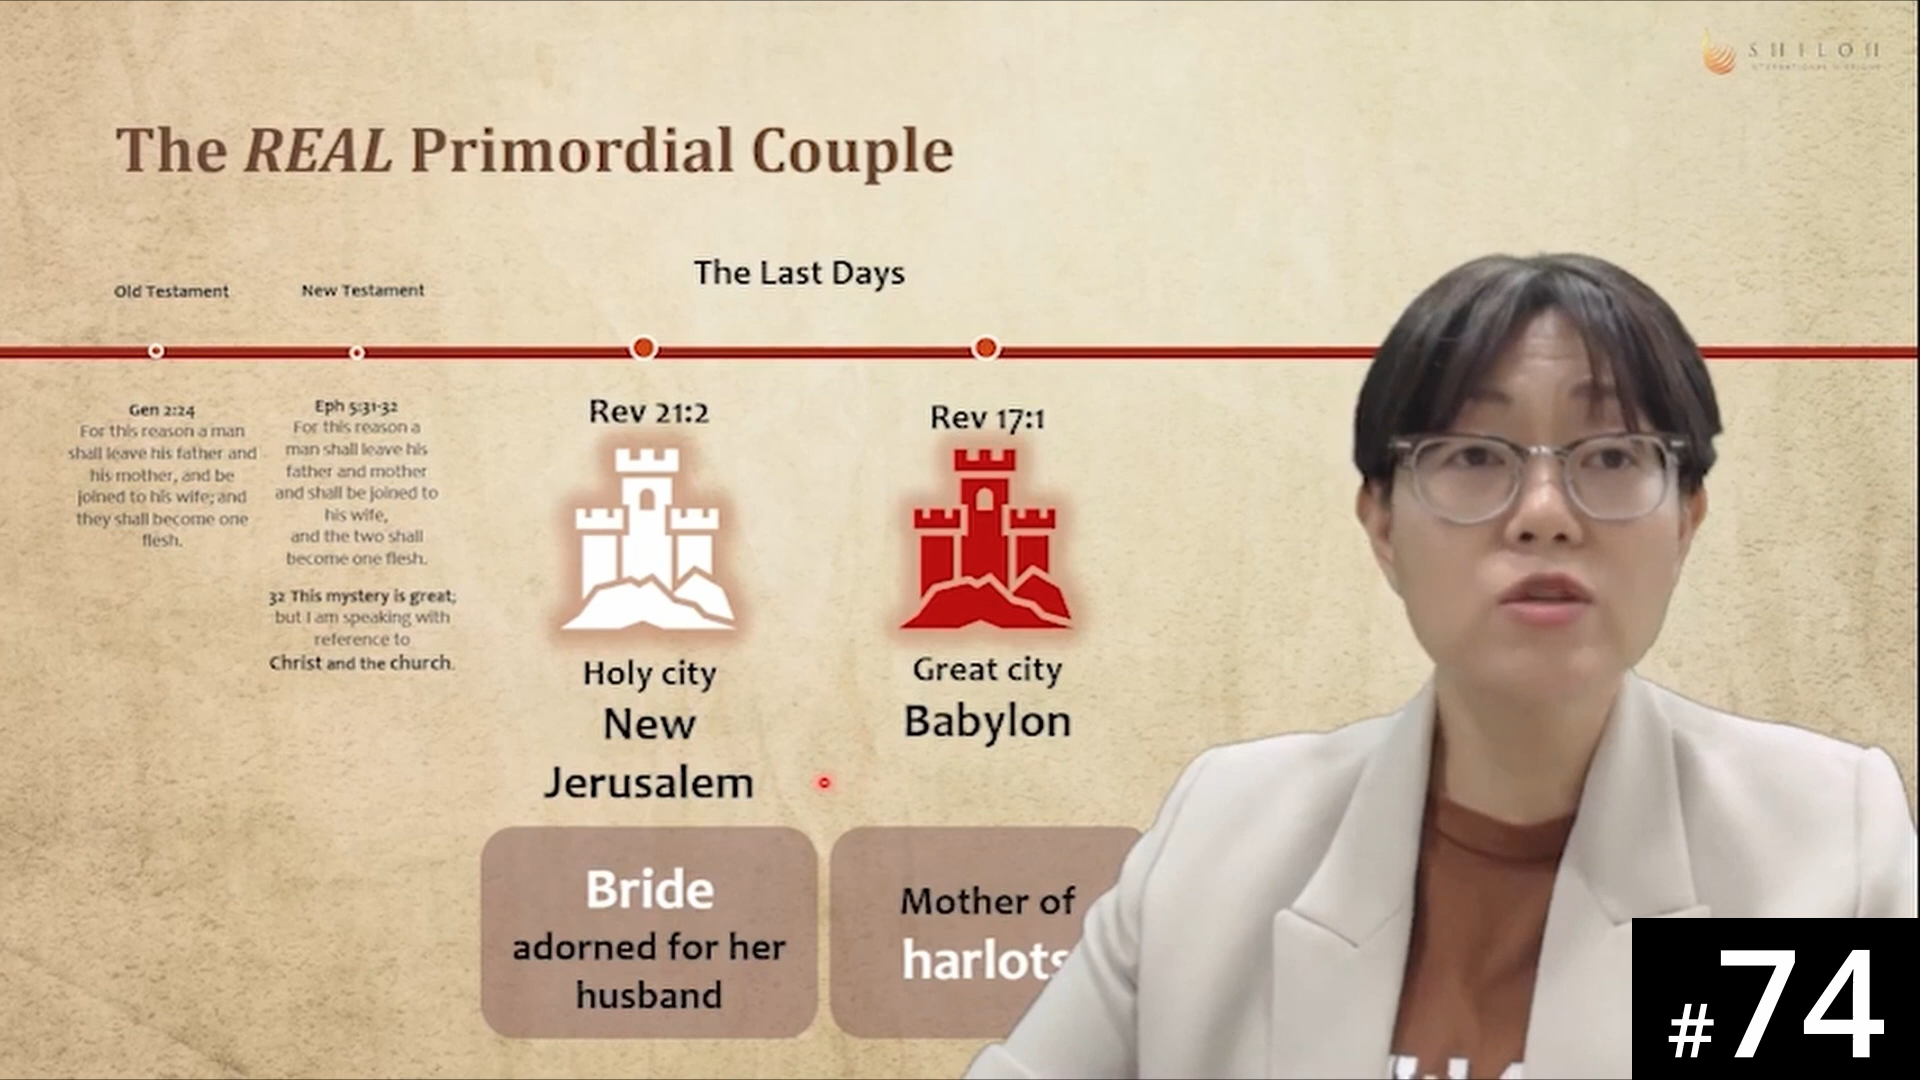 SHILOH
The REAL Primordial Couple
The Last Days
Old Testament
New Testament
Gen 2:24
For this reason a man
shall leave his father and
his mother, and be
joined to his wife; and
they shall become one
flesh.
Eph 5:31-32
For this reason a
man shall leave his
father and mother
and shall be joined to
his wife,
and the two shall
become one flesh.
32 This mystery is great;
but I am speaking with
reference to
Christ and the church.
Rev 21:2
Holy city
New
Jerusalem
Bride
adorned for her
husband
Rev 17:1
Great city
Babylon
Mother of
harlots
#74